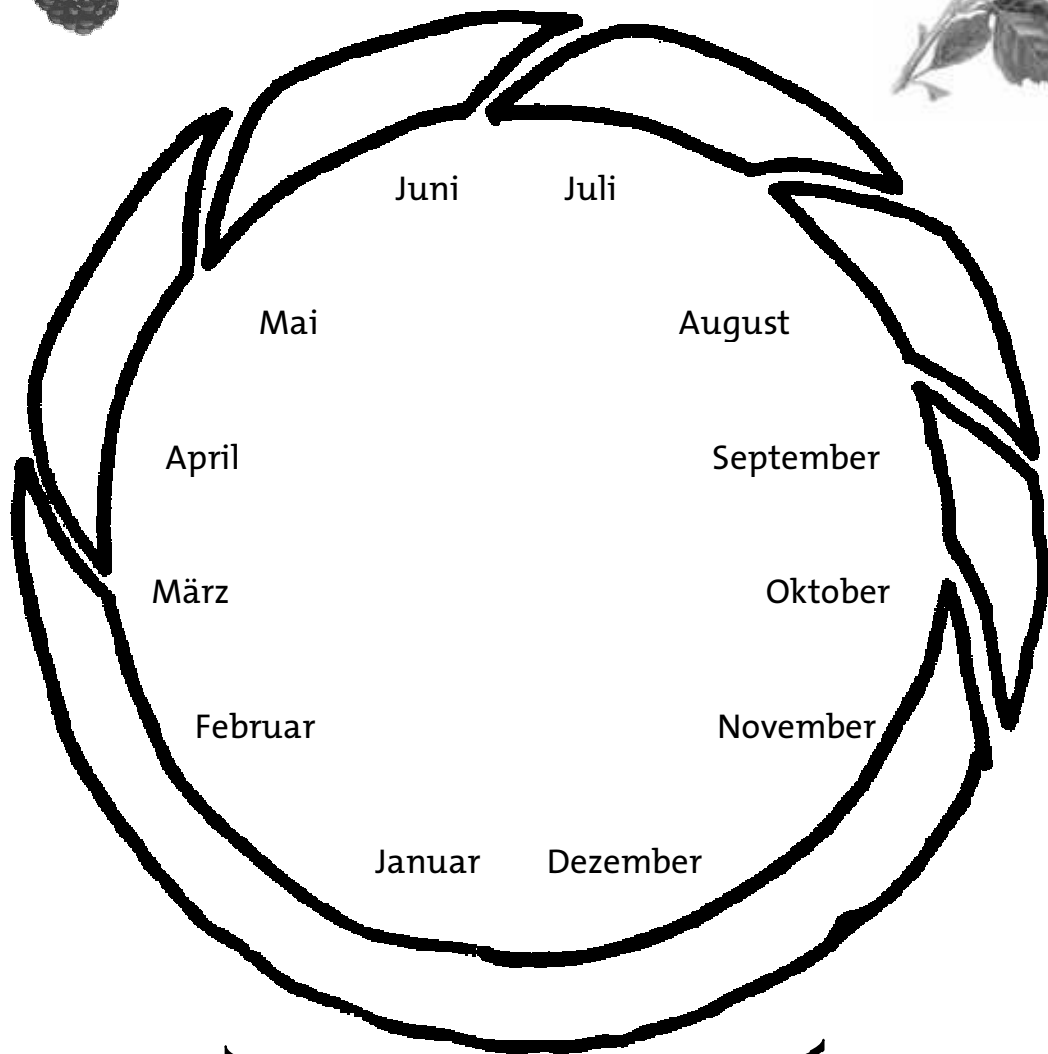 Juni Juli
Mai August
April September
März Oktober
Februar November
Januar Dezember